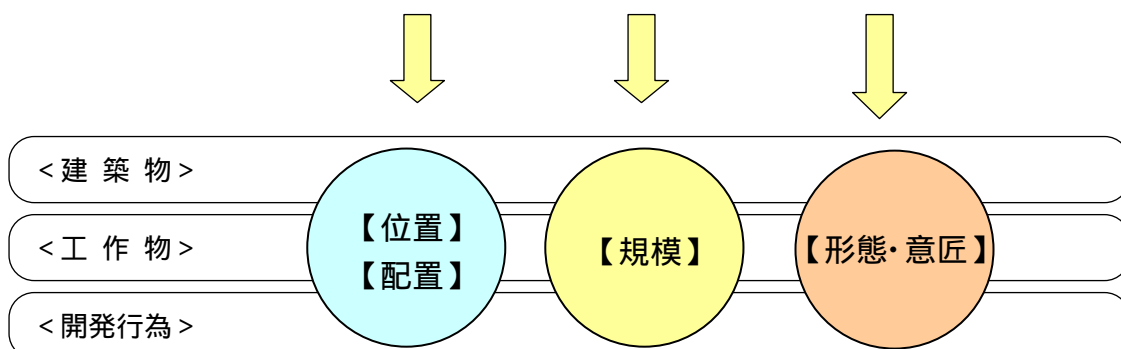 <建 築 物>
<工 作 物>
<開発行為>
【位置】
【配置】
【規模】
【形態・意匠】